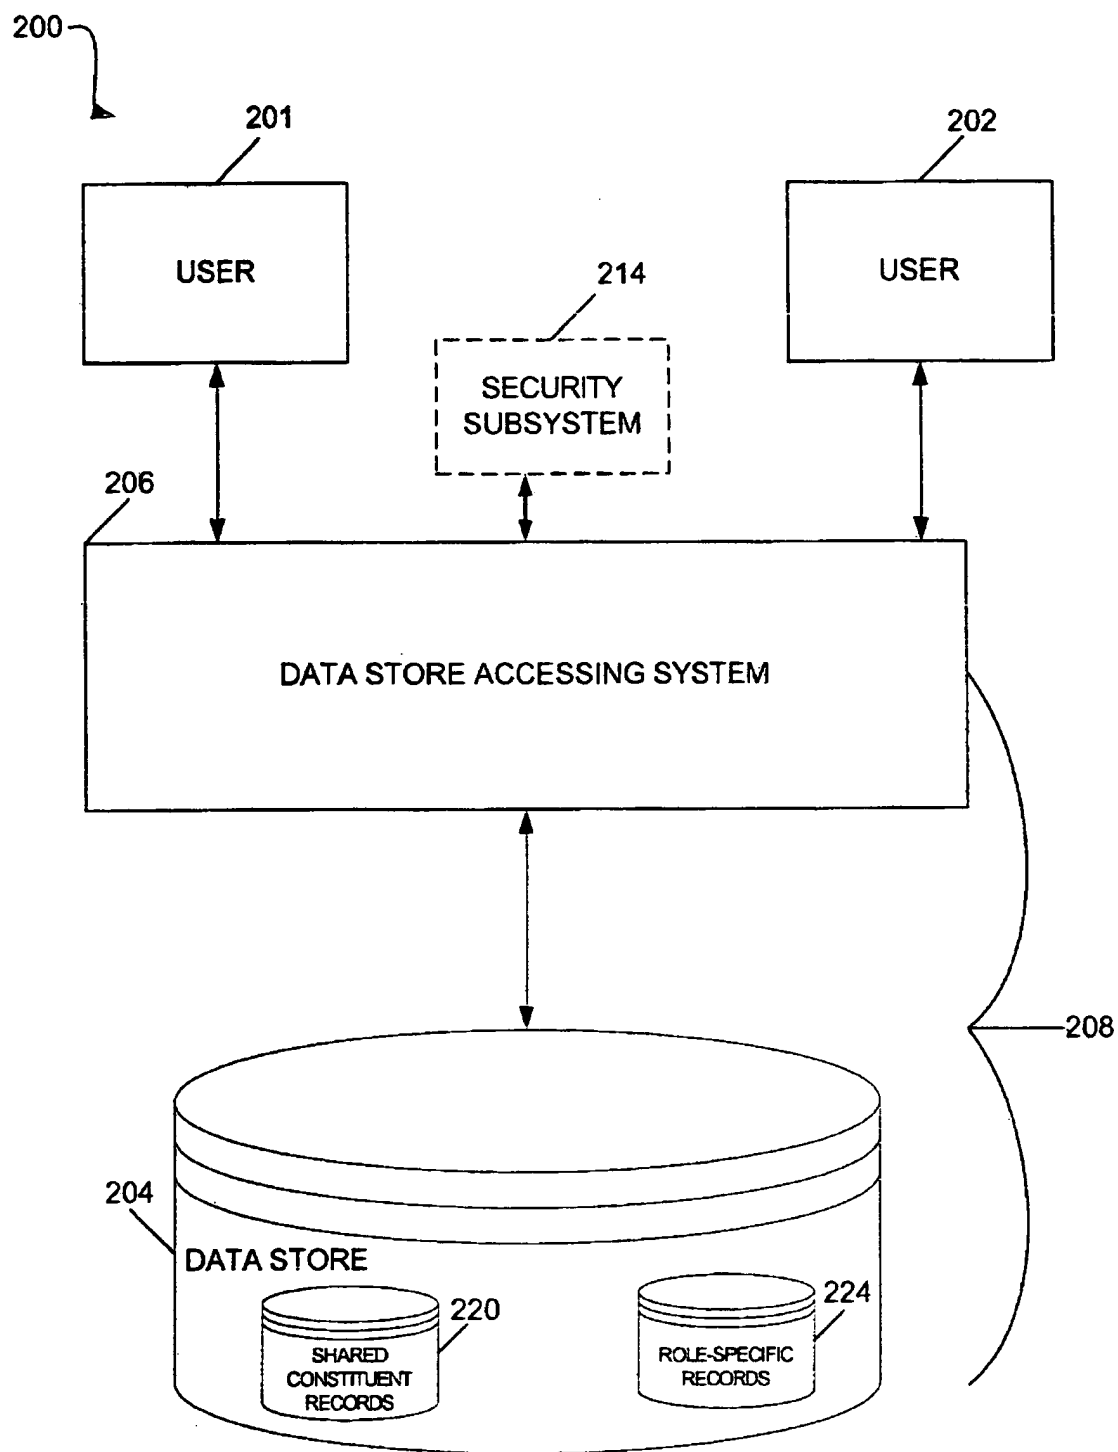 200
201
202
USER
USER
214
SECURITY
SUBSYSTEM
206
DATA STORE ACCESSING SYSTEM
208
204
DATA STORE
220
224
SHARED
CONSTITUENT
RECORDS
ROLE-SPECIFIC
RECORDS